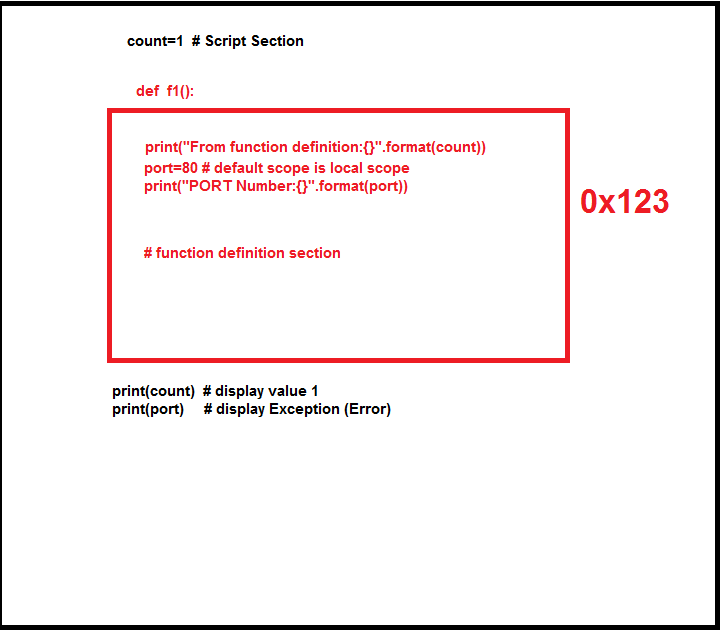 count=1 # Script Section
def f1():
print("From function definition:{}".format(count))
port=80 # default scope is local scope
print("PORT Number:{}".format(port))
0x123
# function definition section
print(count) # display value 1
print(port) # display Exception (Error)